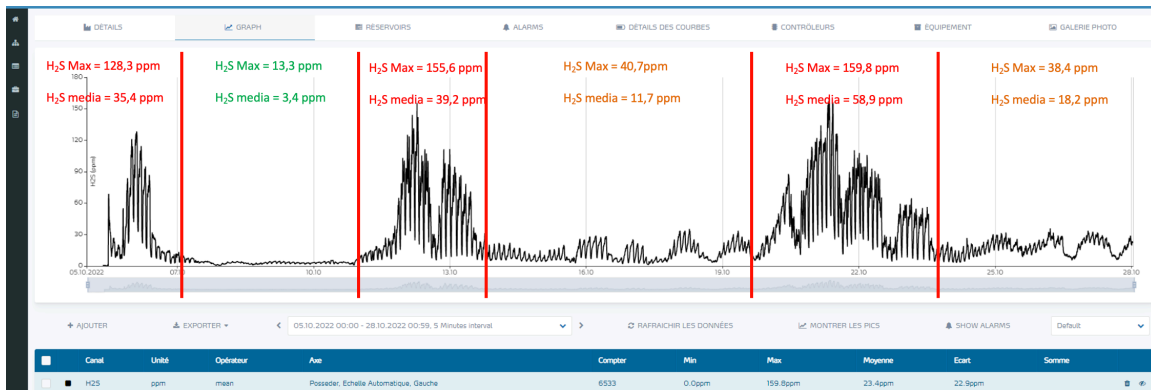 DÉTAILS GRAPH RÉSERVOIRS ALARMS DÉTAILS DES COURBES CONTRÔLEURS ÉQUIPEMENT GALERIE PHOTO
H₂S Max = 128,3 ppm H₂S Max = 13,3 ppm H₂S Max = 155,6 ppm H₂S Max = 40,7ppm H₂S Max = 159,8 ppm H₂S Max = 38,4 ppm
H₂S media = 35,4 ppm H₂S media = 3,4 ppm H₂S media = 39,2 ppm H₂S media = 11,7 ppm H₂S media = 58,9 ppm H₂S media = 18,2 ppm
180
150
120
90
60
30
0
H2S (ppm)
05.10.2022 07.10 10.10 13.10 16.10 19.10 22.10 25.10 28.10
+ AJOUTER EXPORTER < 05.10.2022 00:00 - 28.10.2022 00:59, 5 Minutes interval > RAFRAICHIR LES DONNÉES MONTRER LES PICS SHOW ALARMS Default
Canal Unité Opérateur Axe Compter Min Max Moyenne Ecart Somme
H2S ppm mean Posseder, Echelle Automatique, Gauche 6533 0.0ppm 159.8ppm 23.4ppm 22.9ppm